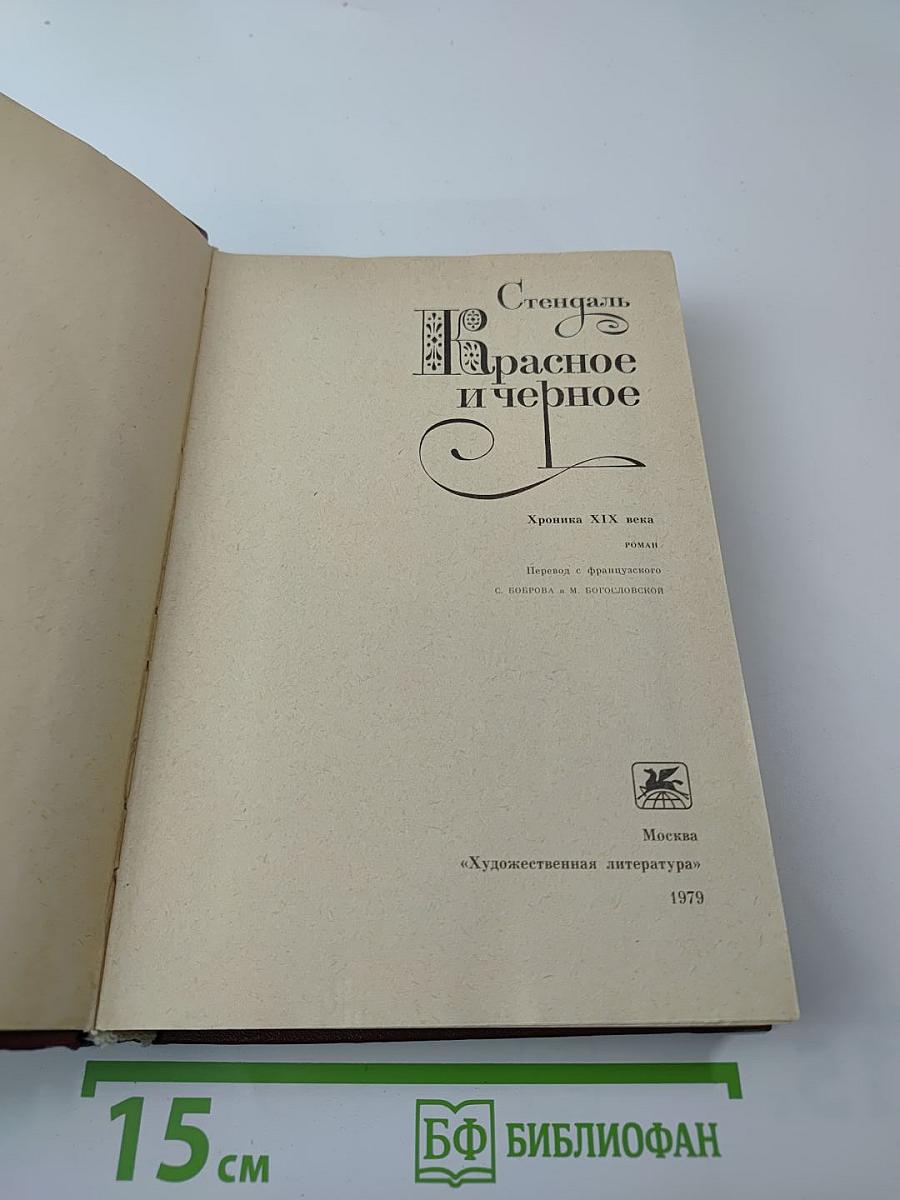 Стендаль
Красное
и черное
Хроника XIX века
РОМАН
Перевод с французского
С. БОБРОВА и М. БОГОСЛОВСКОЙ
Москва
«Художественная литература»
1979
15 см
БФ БИБЛИОФАН